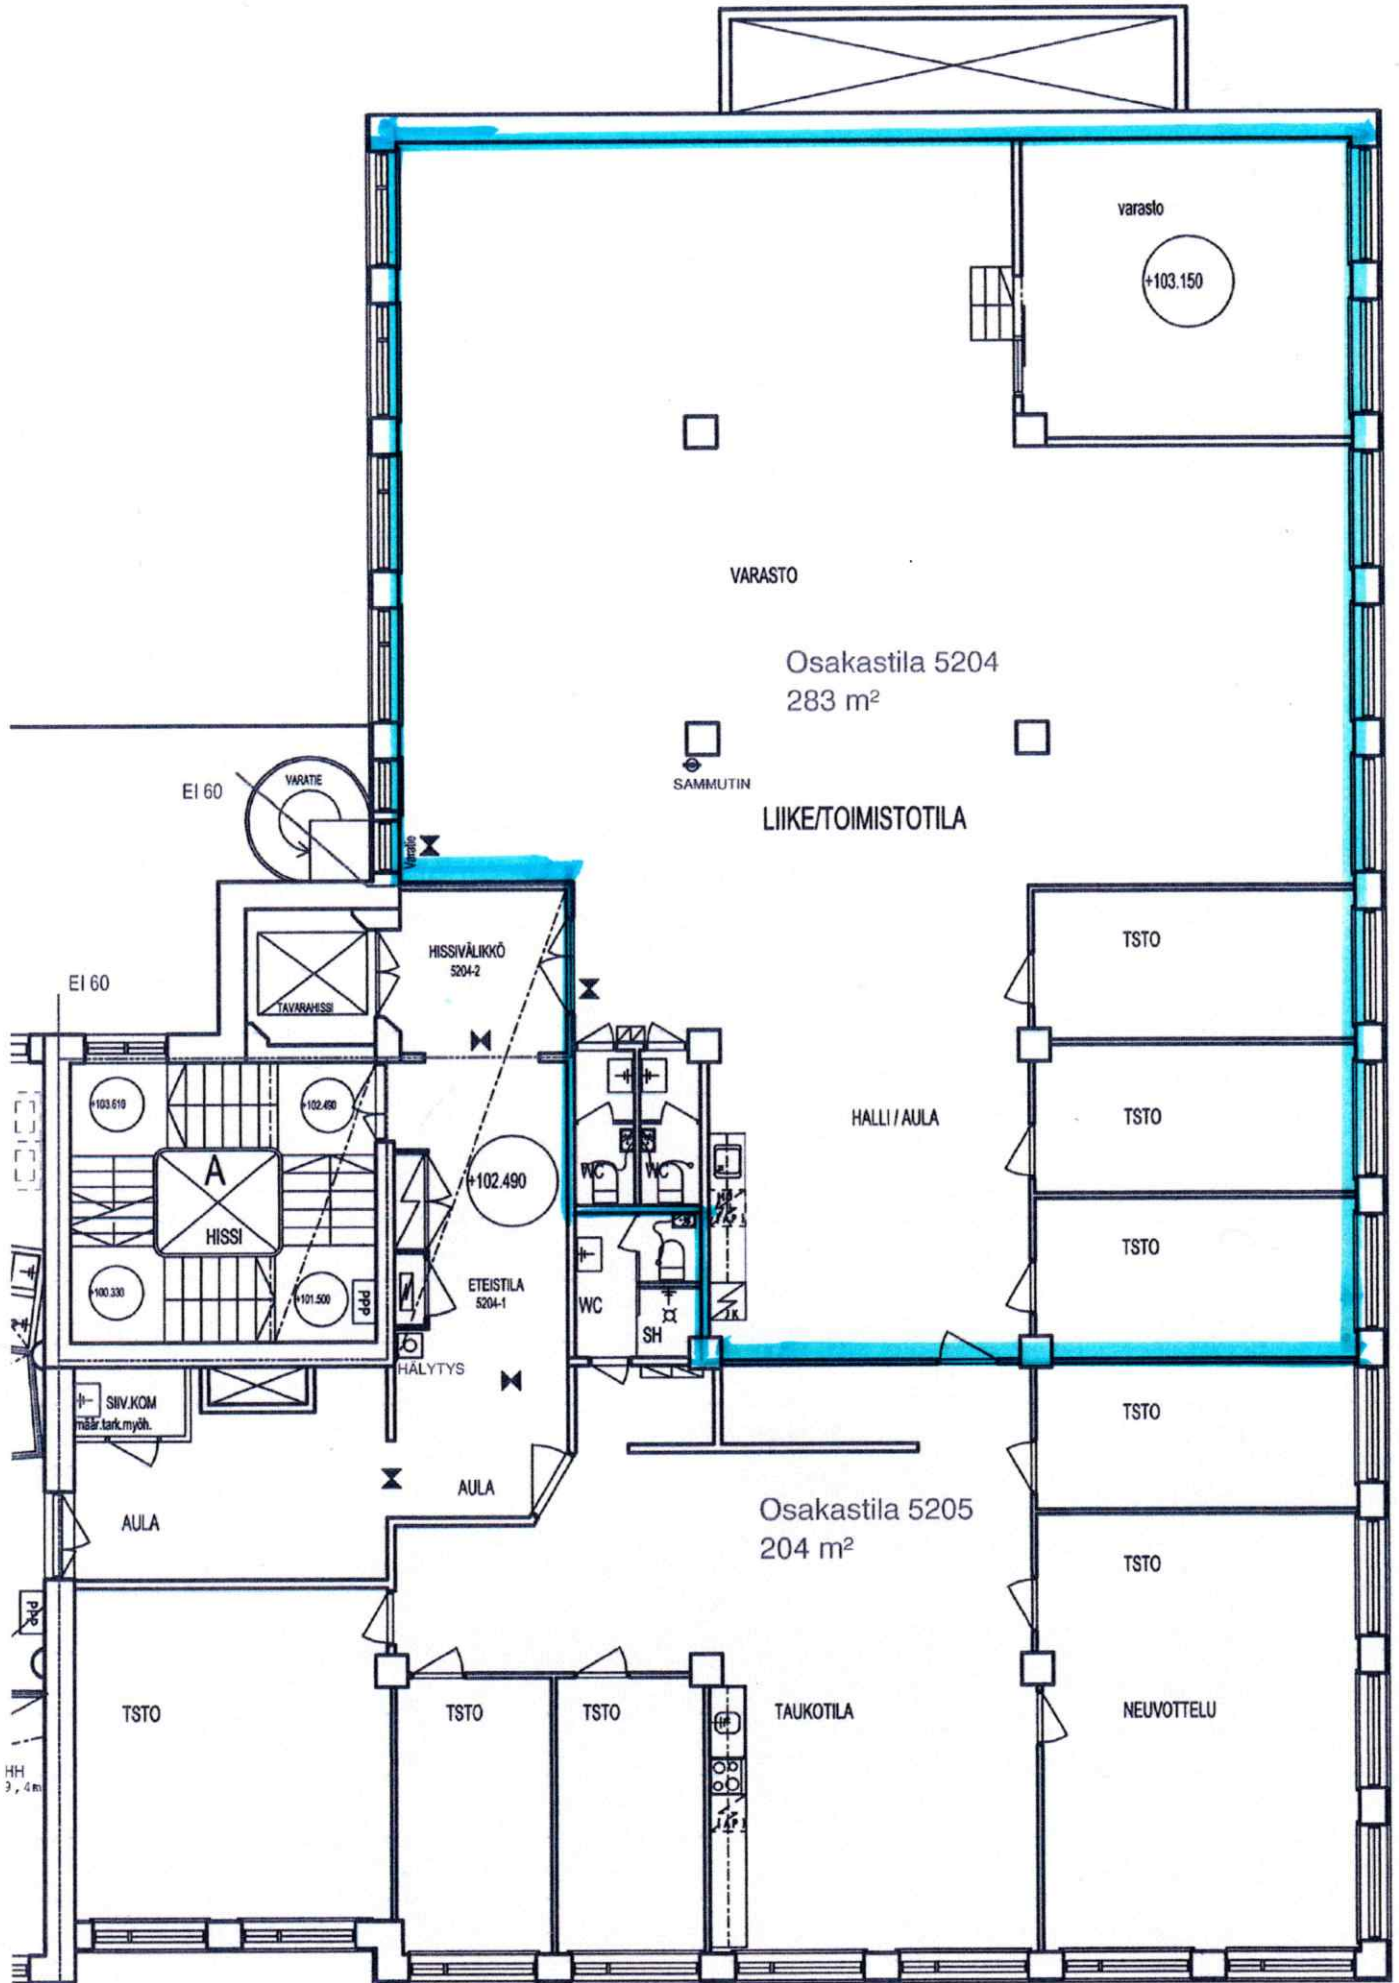 varasto
+103.150
VARASTO
Osakastila 5204
283 m²
SAMMUTIN
LIIKE/TOIMISTOTILA
EI 60
VARATIE
Varatie
HISSIVÄLIKKÖ
5204-2
TAVARAHISSI
EI 60
TSTO
+103.610
+102.490
HALLI / AULA
TSTO
A
HISSI
WC
WC
+102.490
TSTO
+100.330
+101.500
PPP
ETEISTILA
5204-1
WC
SH
JK
HÄLYTYS
SIIV.KOM
määr.tark.myöh.
TSTO
AULA
AULA
Osakastila 5205
204 m²
TSTO
PPP
TSTO
TSTO
TSTO
TAUKOTILA
NEUVOTTELU
HH
9,4m